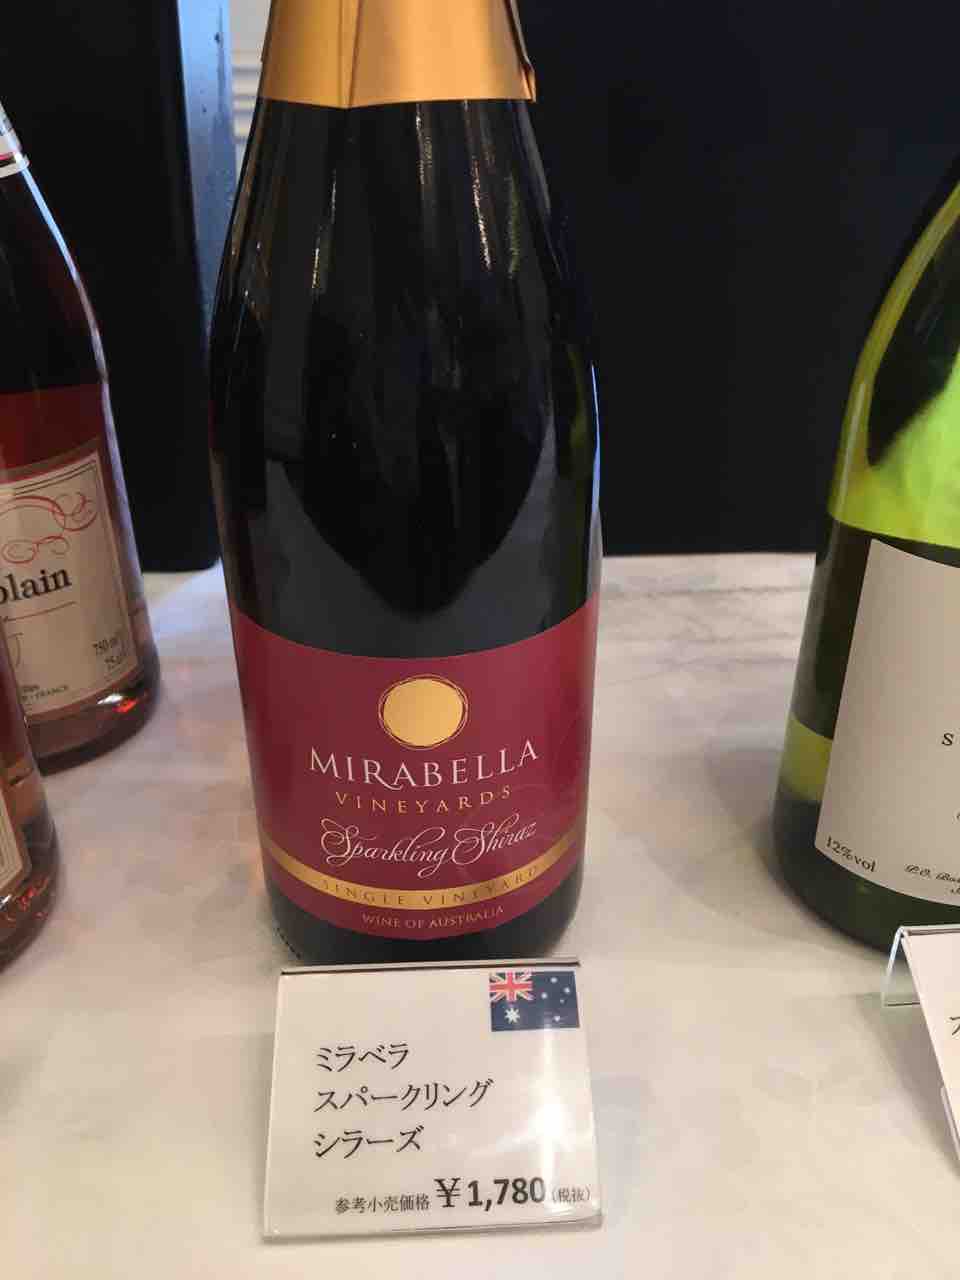 MIRABELLA
VINEYARDS
Sparkling Shiraz
SINGLE VINEYARD
WINE OF AUSTRALIA
ミラベラ
スパークリング
シラーズ
参考小売価格 ¥1,780(税抜)
plain
FRANCE
S
12%vol
P.O.